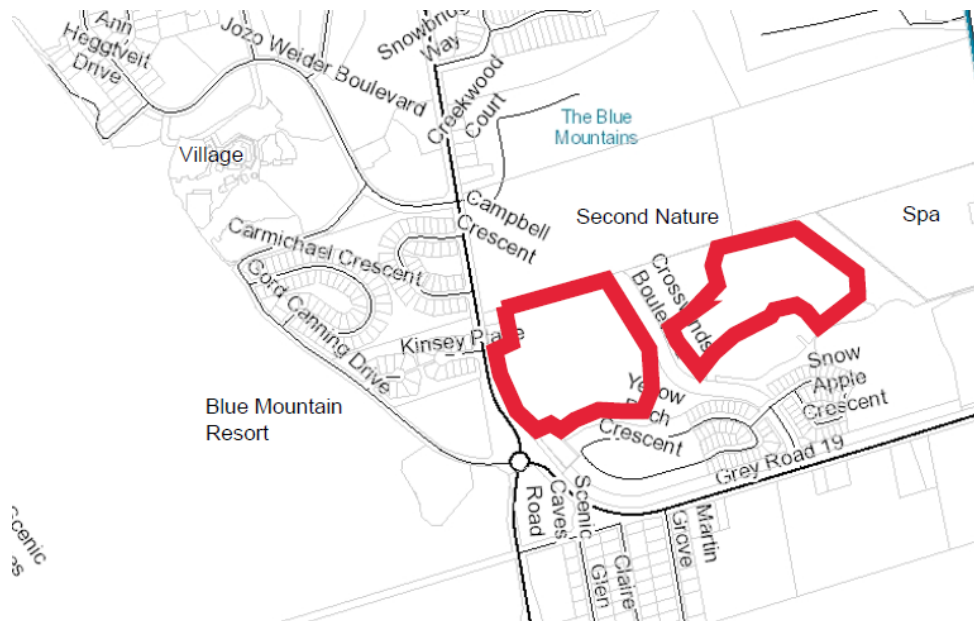 Ann
Heggtveit
Drive
Jozo Weider Boulevard
Snowbridge
Way
Creekwood
Court
The Blue
Mountains
Village
Campbell
Crescent
Second Nature
Spa
Carmichael Crescent
Gord Canning Drive
Crosswinds
Boulevard
Kinsey Place
Yellow
Birch
Crescent
Snow
Apple
Crescent
Blue Mountain
Resort
Grey Road 19
Scenic
Caves
Road
Martin
Grove
Claire
Glen
Scenic